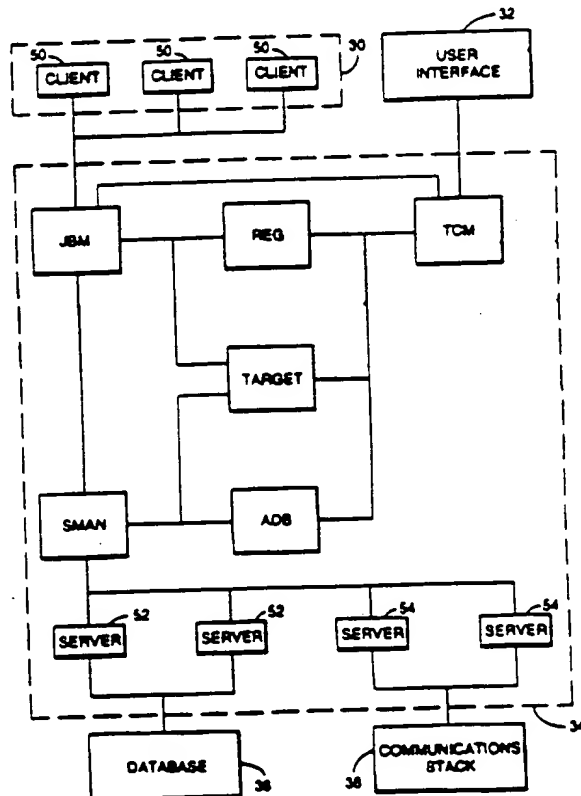 50 50 50 30 32
CLIENT CLIENT CLIENT
USER
INTERFACE
JBM REG TCM
TARGET
SMAN ADB
52 52 54 54
SERVER SERVER SERVER SERVER
34
DATABASE 36
36 COMMUNICATIONS
STACK